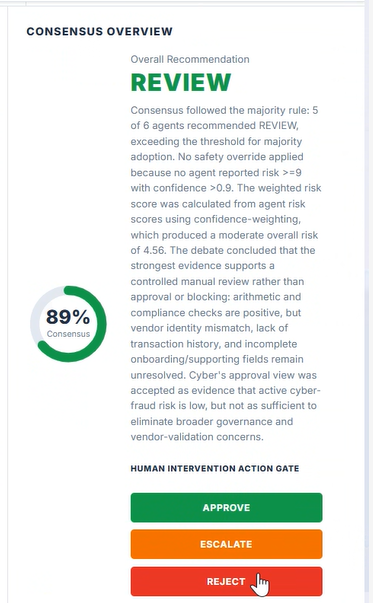 CONSENSUS OVERVIEW
Overall Recommendation
REVIEW
Consensus followed the majority rule: 5
of 6 agents recommended REVIEW,
exceeding the threshold for majority
adoption. No safety override applied
because no agent reported risk >=9
with confidence >0.9. The weighted risk
score was calculated from agent risk
scores using confidence-weighting,
which produced a moderate overall risk
of 4.56. The debate concluded that the
strongest evidence supports a
controlled manual review rather than
approval or blocking: arithmetic and
compliance checks are positive, but
vendor identity mismatch, lack of
transaction history, and incomplete
onboarding/supporting fields remain
unresolved. Cyber's approval view was
accepted as evidence that active cyber-
fraud risk is low, but not as sufficient to
eliminate broader governance and
vendor-validation concerns.
89%
Consensus
HUMAN INTERVENTION ACTION GATE
APPROVE
ESCALATE
REJECT